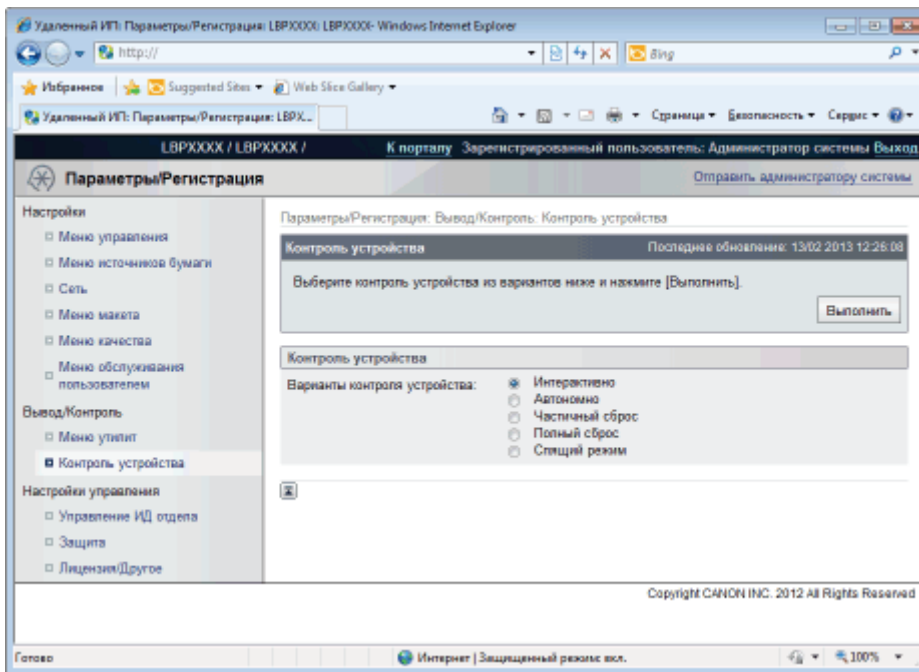 Удаленный ИП: Параметры/Регистрация: LBPXXXX: LBPXXXX- Windows Internet Explorer
http://
Bing
Избранное Suggested Sites Web Slice Gallery
Удаленный ИП: Параметры/Регистрация: LBPX...
Страница Безопасность Сервис
LBPXXXX / LBPXXXX / К порталу Зарегистрированный пользователь: Администратор системы Выход
Параметры/Регистрация
Отправить администратору системы
Настройки
Меню управления
Меню источников бумаги
Сеть
Меню макета
Меню качества
Меню обслуживания
пользователем
Вывод/Контроль
Меню утилит
Контроль устройства
Настройки управления
Управление ИД отдела
Защита
Лицензия/Другое
Параметры/Регистрация: Вывод/Контроль: Контроль устройства
Контроль устройства Последнее обновление: 13/02 2013 12:26:08
Выберите контроль устройства из вариантов ниже и нажмите [Выполнить].
Выполнить
Контроль устройства
Варианты контроля устройства:
Интерактивно
Автономно
Частичный сброс
Полный сброс
Спящий режим
Copyright CANON INC. 2012 All Rights Reserved
Готово
Интернет | Защищенный режим: вкл.
100%